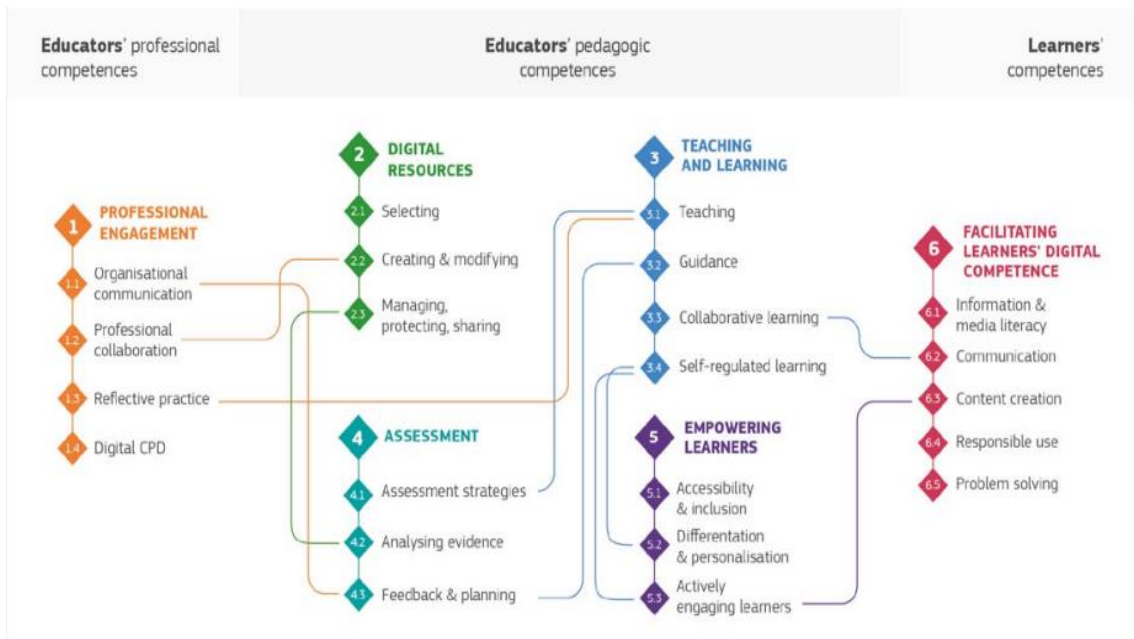 Educators' professional
competences
Educators' pedagogic
competences
Learners'
competences
1
PROFESSIONAL
ENGAGEMENT
1.1
Organisational
communication
1.2
Professional
collaboration
1.3
Reflective practice
1.4
Digital CPD
2
DIGITAL
RESOURCES
2.1
Selecting
2.2
Creating & modifying
2.3
Managing,
protecting, sharing
3
TEACHING
AND LEARNING
3.1
Teaching
3.2
Guidance
3.3
Collaborative learning
3.4
Self-regulated learning
4
ASSESSMENT
4.1
Assessment strategies
4.2
Analysing evidence
4.3
Feedback & planning
5
EMPOWERING
LEARNERS
5.1
Accessibility
& inclusion
5.2
Differentation
& personalisation
5.3
Actively
engaging learners
6
FACILITATING
LEARNERS' DIGITAL
COMPETENCE
6.1
Information &
media literacy
6.2
Communication
6.3
Content creation
6.4
Responsible use
6.5
Problem solving